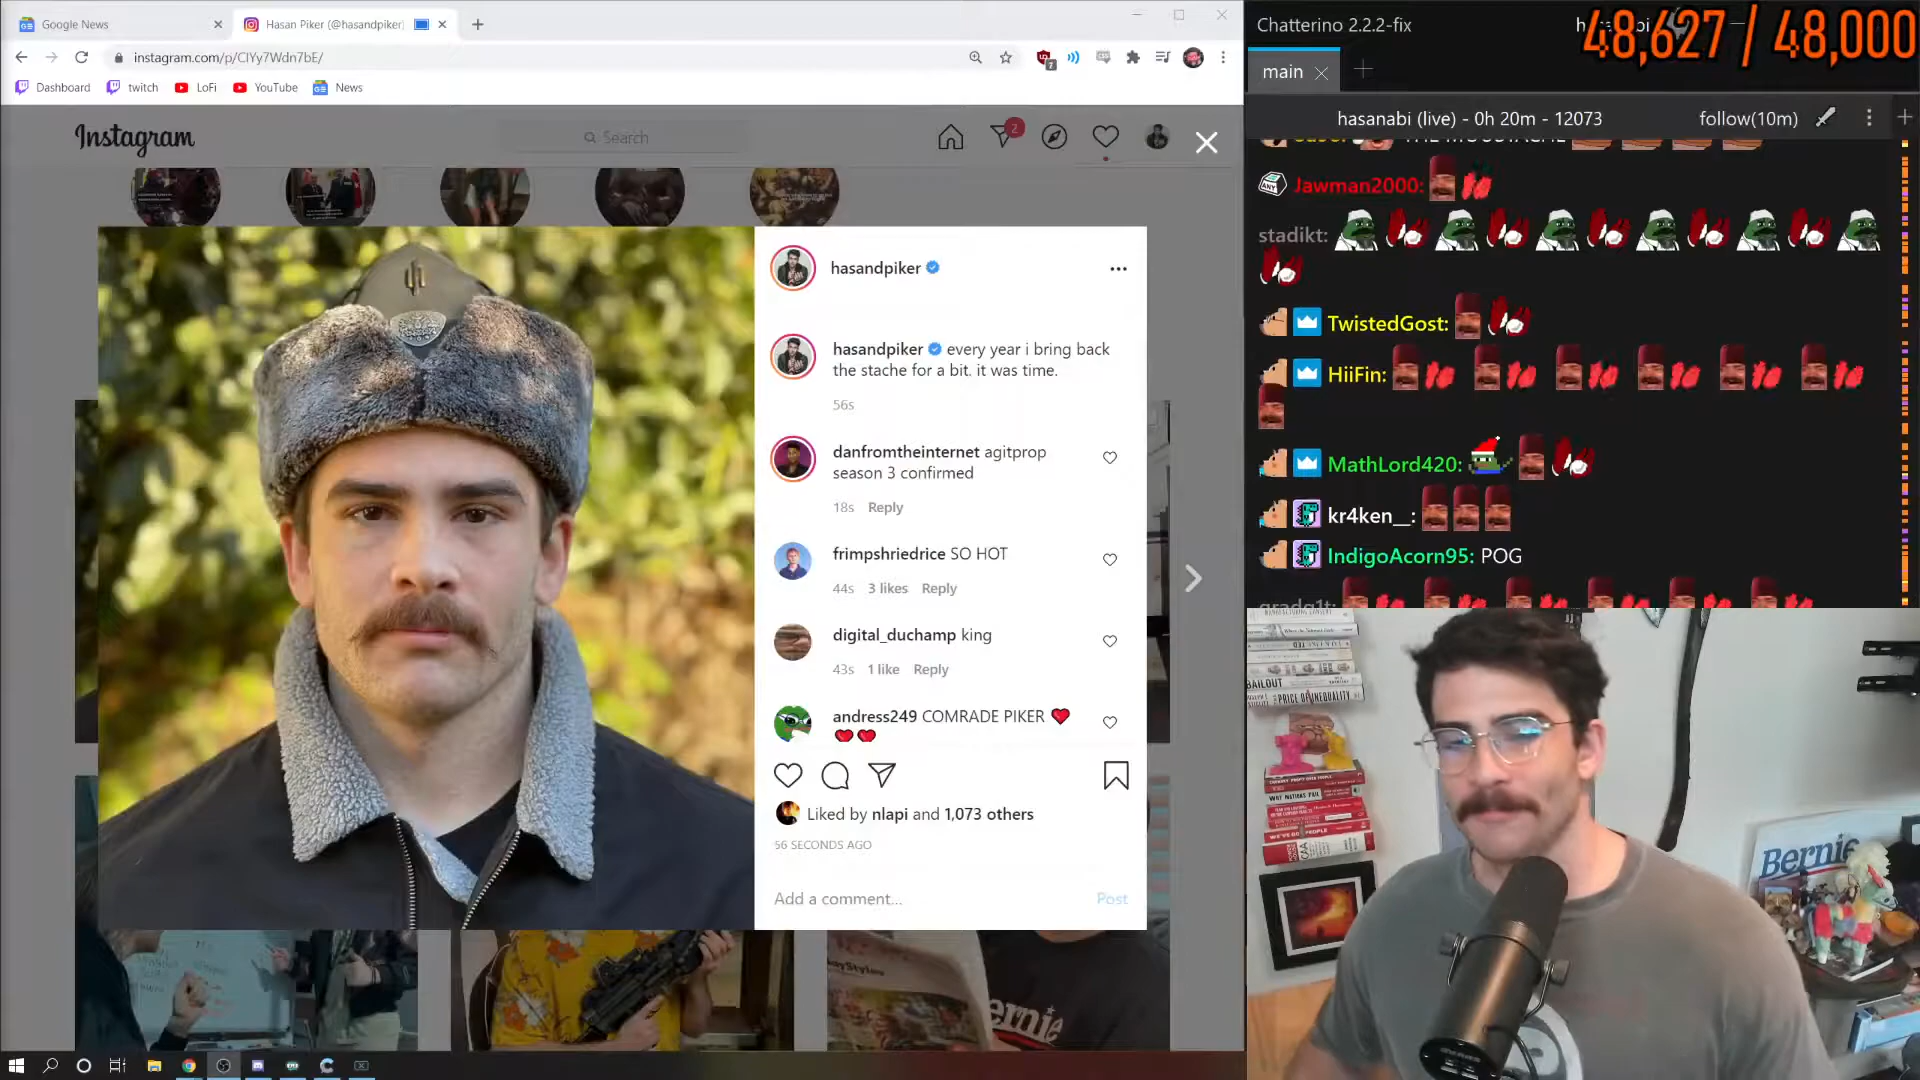 Google News
Hasan Piker (@hasandpiker)
instagram.com/p/CIYy7Wdn7bE/
7
Dashboard
twitch
LoFi
YouTube
News
Instagram
Search
2
hasandpiker
hasandpiker every year i bring back
the stache for a bit. it was time.
56s
danfromtheinternet agitprop
season 3 confirmed
18s Reply
frimpshriedrice SO HOT
44s 3 likes Reply
digital_duchamp king
43s 1 like Reply
andress249 COMRADE PIKER
Liked by nlapi and 1,073 others
56 SECONDS AGO
Add a comment...
Post
Chatterino 2.2.2-fix
48,627 / 48,000
main
hasanabi (live) - 0h 20m - 12073
follow(10m)
Jawman2000:
stadikt:
TwistedGost:
HiiFin:
MathLord420:
kr4ken__:
IndigoAcorn95: POG
BAILOUT
PRICE OF INEQUALITY
Bernie